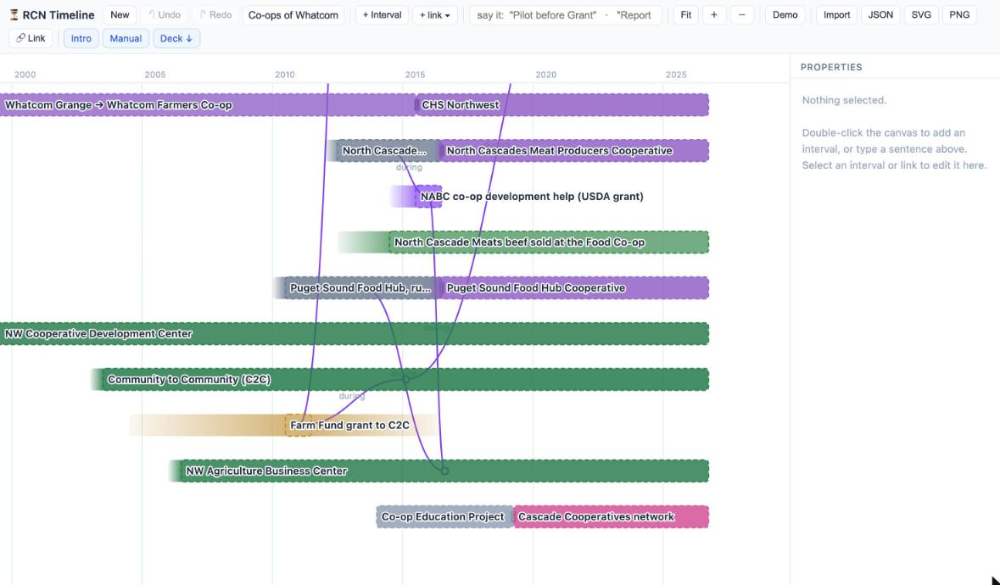 ⏳ RCN Timeline New Undo Redo Co-ops of Whatcom + Interval + link ▾ say it: "Pilot before Grant" · "Report Fit + − Demo Import JSON SVG PNG
🔗 Link Intro Manual Deck ↓
2000 2005 2010 2015 2020 2025
PROPERTIES
Nothing selected.
Double-click the canvas to add an
interval, or type a sentence above.
Select an interval or link to edit it here.
Whatcom Grange → Whatcom Farmers Co-op CHS Northwest
North Cascade... North Cascades Meat Producers Cooperative
during
NABC co-op development help (USDA grant)
North Cascade Meats beef sold at the Food Co-op
Puget Sound Food Hub, ru... Puget Sound Food Hub Cooperative
during
NW Cooperative Development Center
Community to Community (C2C)
during
Farm Fund grant to C2C
NW Agriculture Business Center
Co-op Education Project Cascade Cooperatives network